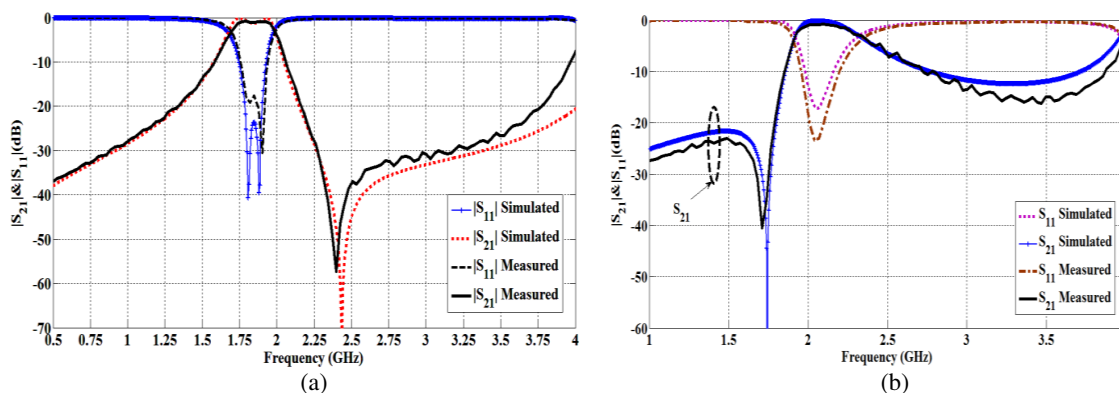 0
-10
-20
-30
-40
-50
-60
-70
0.5 0.75 1 1.25 1.5 1.75 2 2.25 2.5 2.75 3 3.25 3.5 3.75 4
|S21|&|S11|(dB)
Frequency (GHz)
|S11| Simulated
|S21| Simulated
|S11| Measured
|S21| Measured
(a)
0
-10
-20
-30
-40
-50
-60
1 1.5 2 2.5 3 3.5
|S21|&|S11|(dB)
Frequency (GHz)
S21
S11 Simulated
S21 Simulated
S11 Measured
S21 Measured
(b)